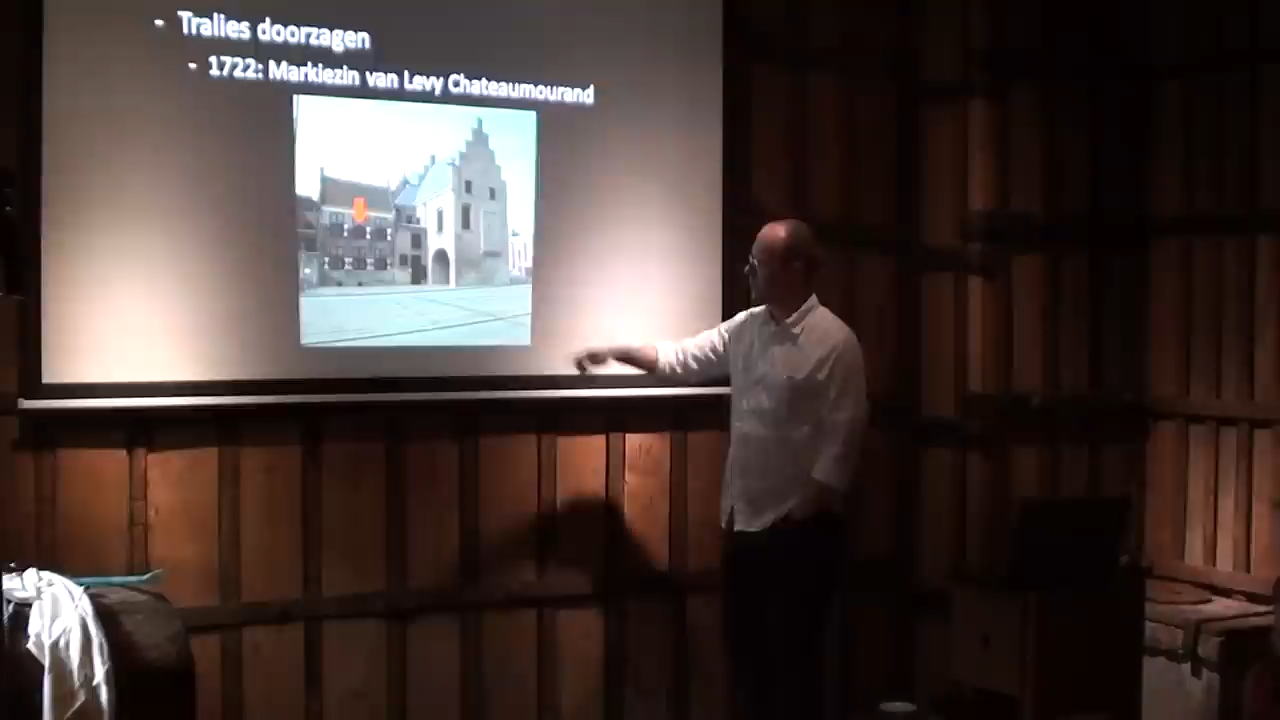 - Tralies doorzagen
- 1722: Markiezin van Levy Chateaumourand